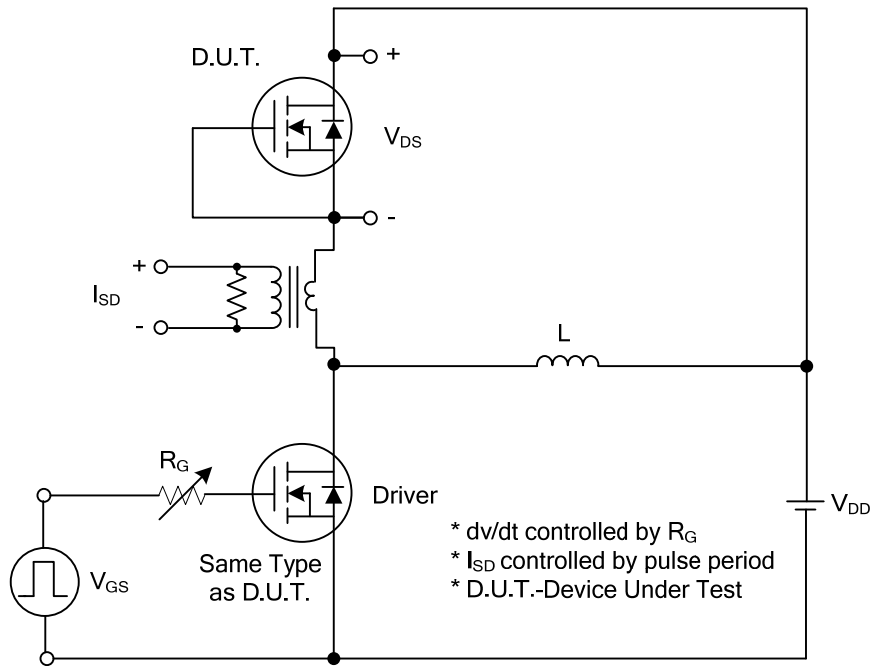 D.U.T.
+
V_DS
-
+
I_SD
-
L
R_G
Driver
V_DD
V_GS
Same Type
as D.U.T.
* dv/dt controlled by R_G
* I_SD controlled by pulse period
* D.U.T.-Device Under Test